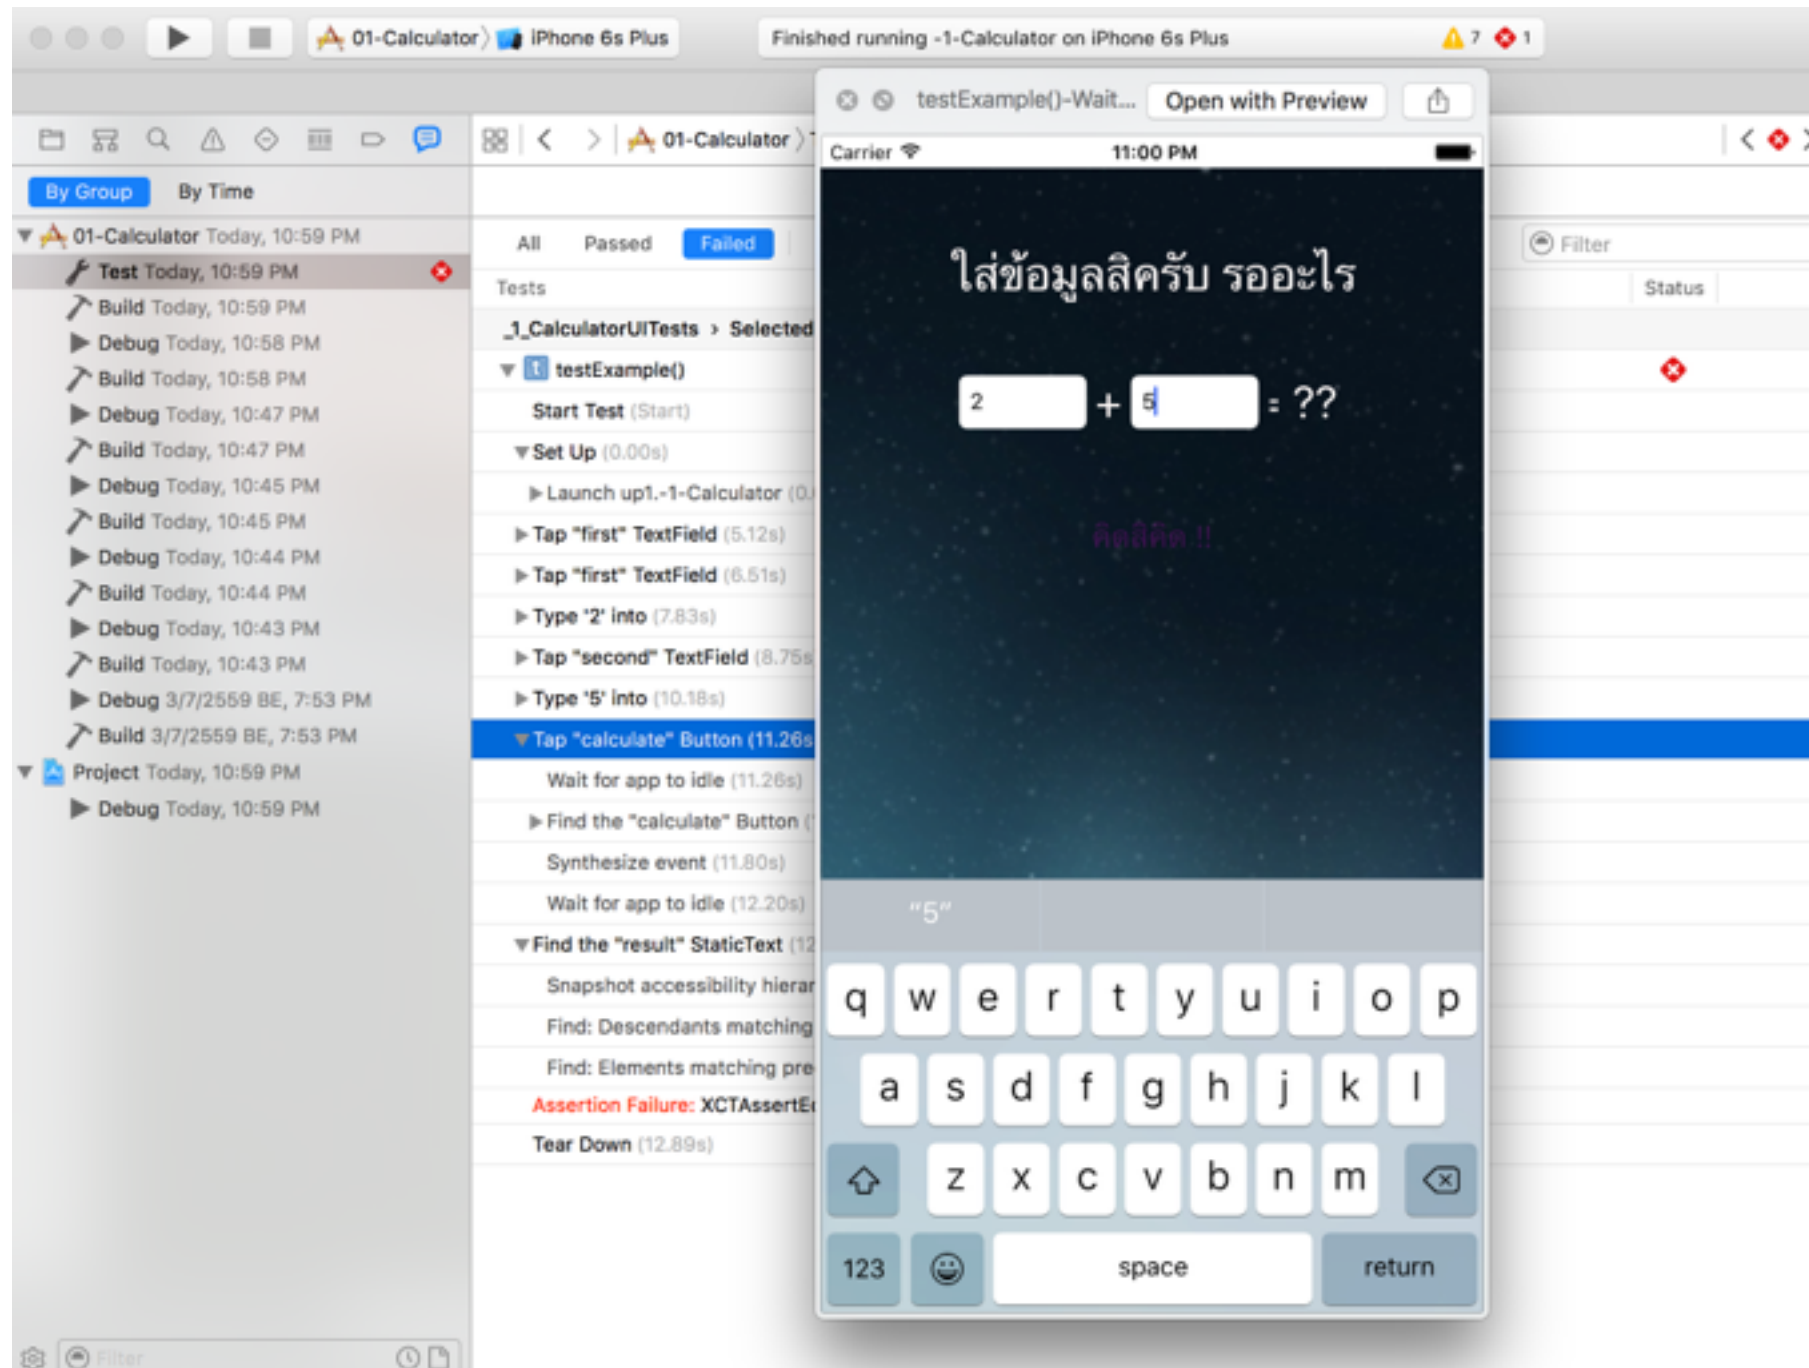 01-Calculator iPhone 6s Plus
Finished running -1-Calculator on iPhone 6s Plus 7 1
testExample()-Wait... Open with Preview
01-Calculator
By Group By Time
01-Calculator Today, 10:59 PM
Test Today, 10:59 PM
Build Today, 10:59 PM
Debug Today, 10:58 PM
Build Today, 10:58 PM
Debug Today, 10:47 PM
Build Today, 10:47 PM
Debug Today, 10:45 PM
Build Today, 10:45 PM
Debug Today, 10:44 PM
Build Today, 10:44 PM
Debug Today, 10:43 PM
Build Today, 10:43 PM
Debug 3/7/2559 BE, 7:53 PM
Build 3/7/2559 BE, 7:53 PM
Project Today, 10:59 PM
Debug Today, 10:59 PM
Filter
All Passed Failed
Filter
Tests
Status
_1_CalculatorUITests › Selected
testExample()
Start Test (Start)
Set Up (0.00s)
Launch up1.-1-Calculator (0.
Tap "first" TextField (5.12s)
Tap "first" TextField (6.51s)
Type '2' into (7.83s)
Tap "second" TextField (8.75s
Type '5' into (10.18s)
Tap "calculate" Button (11.26s
Wait for app to idle (11.26s)
Find the "calculate" Button (
Synthesize event (11.80s)
Wait for app to idle (12.20s)
Find the "result" StaticText (12
Snapshot accessibility hierar
Find: Descendants matching
Find: Elements matching pre
Assertion Failure: XCTAssertE
Tear Down (12.89s)
Carrier 11:00 PM
ใส่ข้อมูลสิครับ รออะไร
2 + 5 = ??
คิดสิคิด !!
"5"
q w e r t y u i o p
a s d f g h j k l
z x c v b n m
123 space return